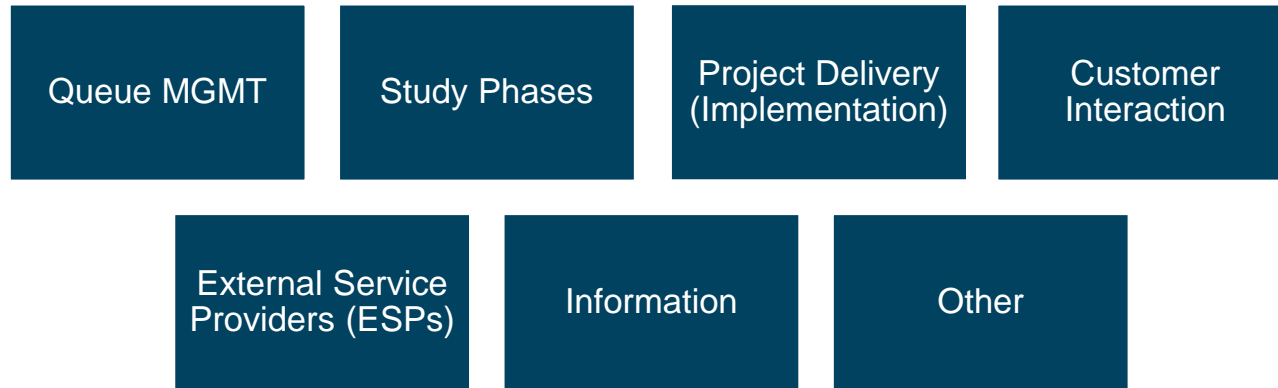 Queue MGMT
Study Phases
Project Delivery
(Implementation)
Customer
Interaction
External Service
Providers (ESPs)
Information
Other